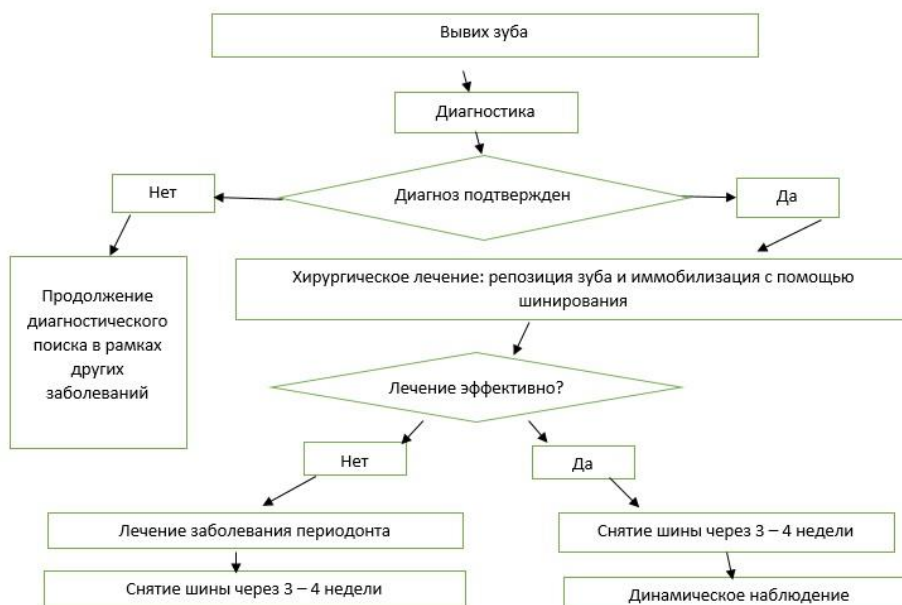 Вывих зуба
Диагностика
Диагноз подтвержден
Нет
Да
Продолжение
диагностического
поиска в рамках
других
заболеваний
Хирургическое лечение: репозиция зуба и иммобилизация с помощью
шинирования
Лечение эффективно?
Нет
Да
Лечение заболевания периодонта
Снятие шины через 3 – 4 недели
Снятие шины через 3 – 4 недели
Динамическое наблюдение